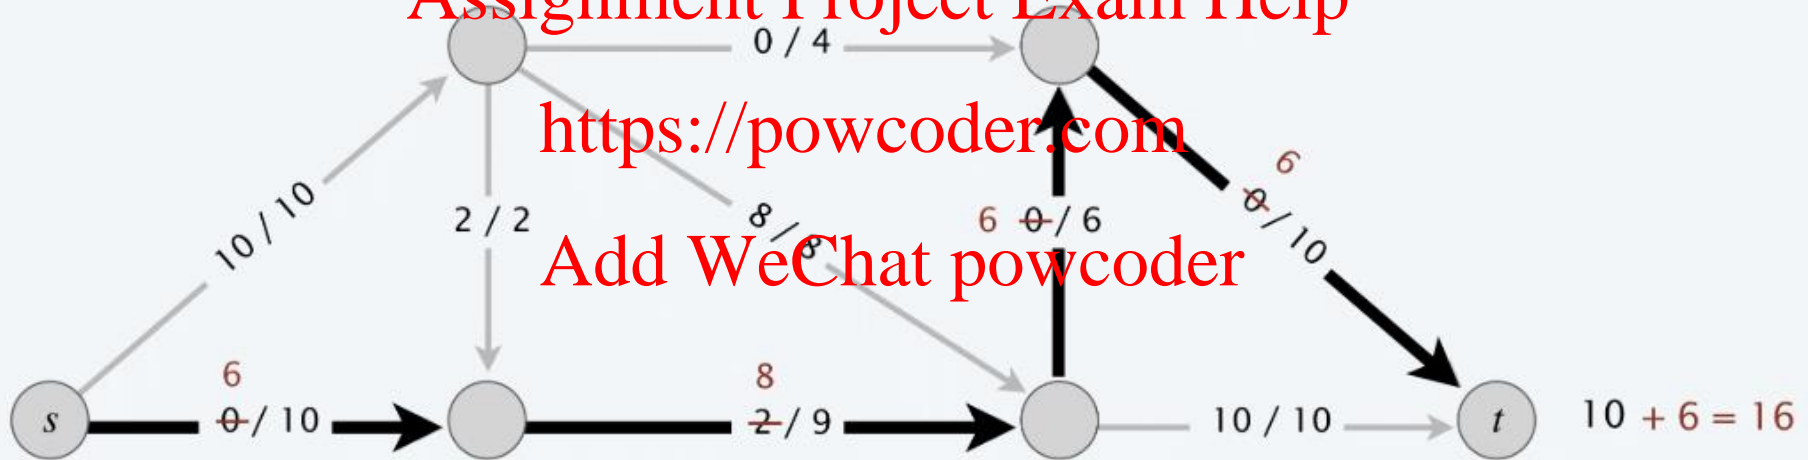 Assignment Project Exam Help
0 / 4
https://powcoder.com
6
0 / 10
10 / 10
2 / 2
8 / 8
6 0 / 6
Add WeChat powcoder
6
0 / 10
8
2 / 9
s
10 / 10
t
10 + 6 = 16